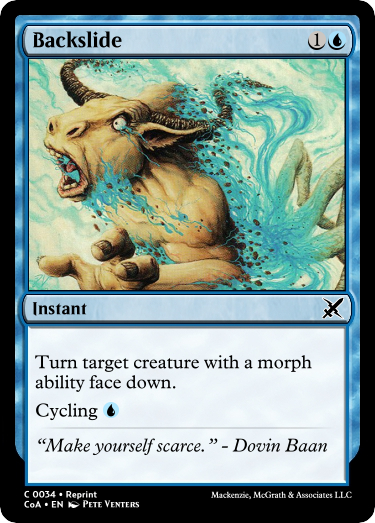 Backslide 1
Instant
Turn target creature with a morph
ability face down.
Cycling
“Make yourself scarce.” - Dovin Baan
C 0034 • Reprint
CoA • EN Pete Venters
Mackenzie, McGrath & Associates LLC